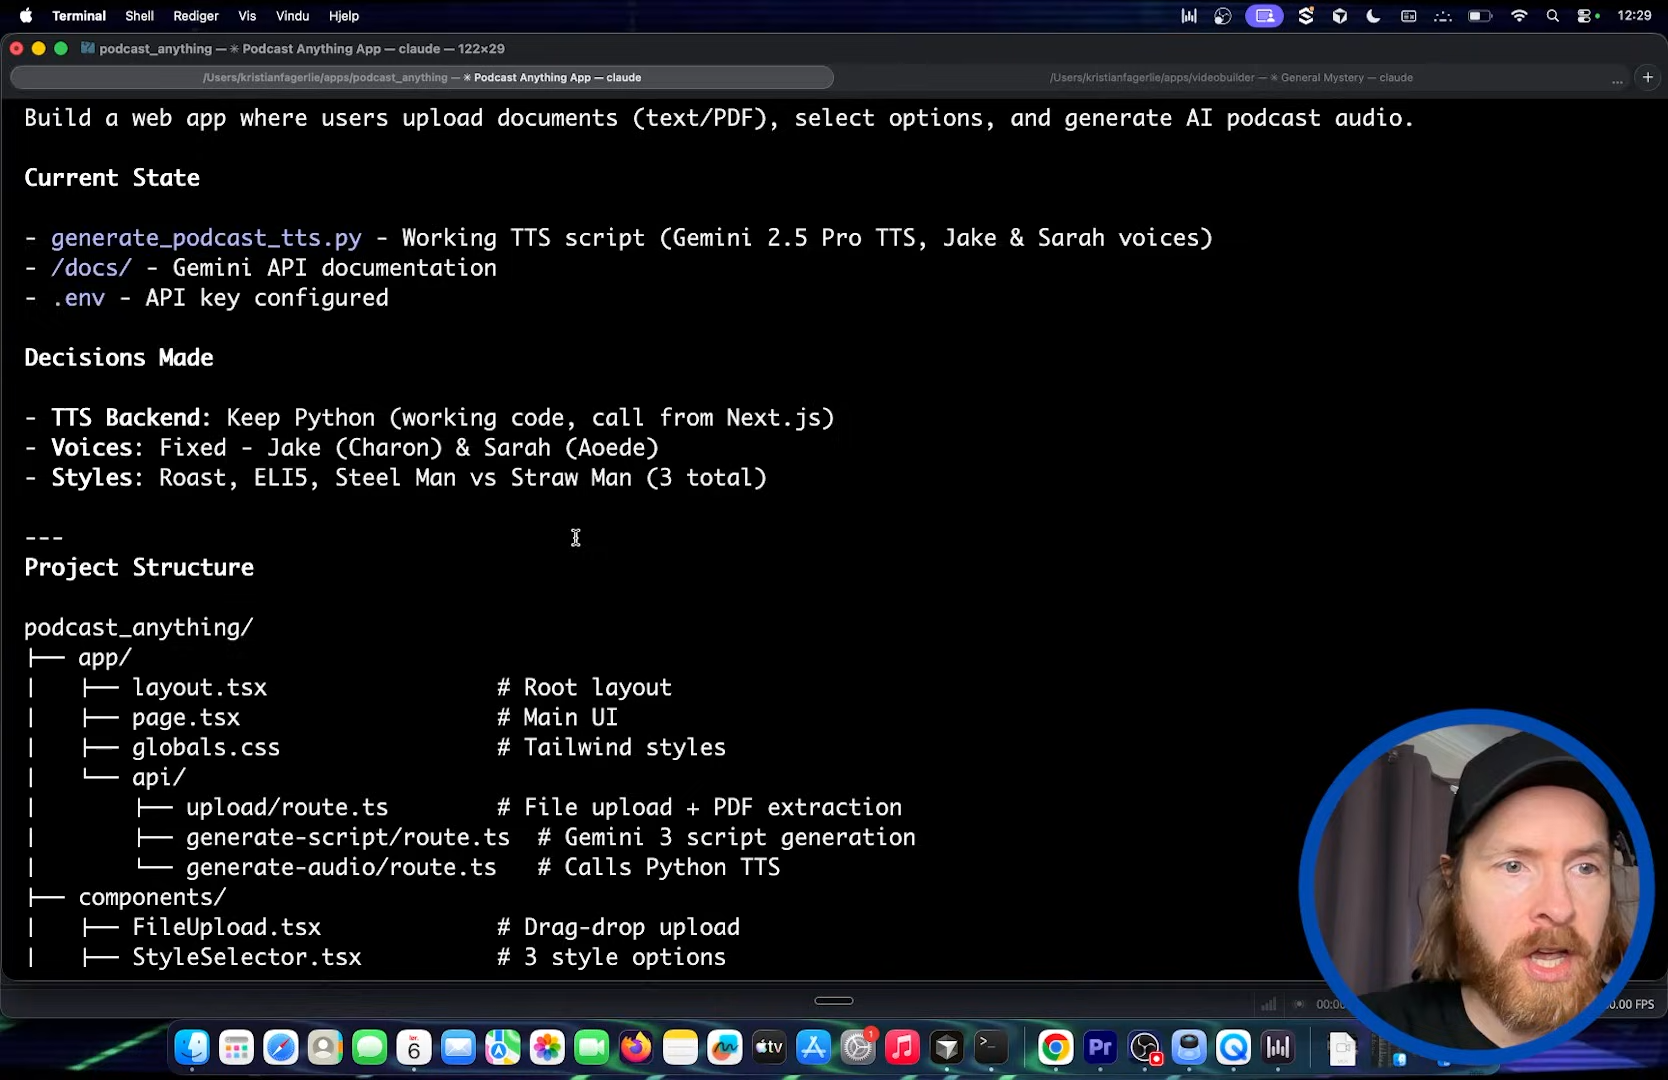 Terminal Shell Rediger Vis Vindu Hjelp 12:29
podcast_anything — ✳ Podcast Anything App — claude — 122×29
/Users/kristianfagerlie/apps/podcast_anything — ✳ Podcast Anything App — claude /Users/kristianfagerlie/apps/videobuilder — ✳ General Mystery — claude ... +
Build a web app where users upload documents (text/PDF), select options, and generate AI podcast audio.
Current State
- generate_podcast_tts.py - Working TTS script (Gemini 2.5 Pro TTS, Jake & Sarah voices)
- /docs/ - Gemini API documentation
- .env - API key configured
Decisions Made
- TTS Backend: Keep Python (working code, call from Next.js)
- Voices: Fixed - Jake (Charon) & Sarah (Aoede)
- Styles: Roast, ELI5, Steel Man vs Straw Man (3 total)
---
Project Structure
podcast_anything/
├── app/
│   ├── layout.tsx # Root layout
│   ├── page.tsx # Main UI
│   ├── globals.css # Tailwind styles
│   └── api/
│       ├── upload/route.ts # File upload + PDF extraction
│       ├── generate-script/route.ts # Gemini 3 script generation
│       └── generate-audio/route.ts # Calls Python TTS
├── components/
│   ├── FileUpload.tsx # Drag-drop upload
│   ├── StyleSelector.tsx # 3 style options
FPS
6
tv
1
Pr